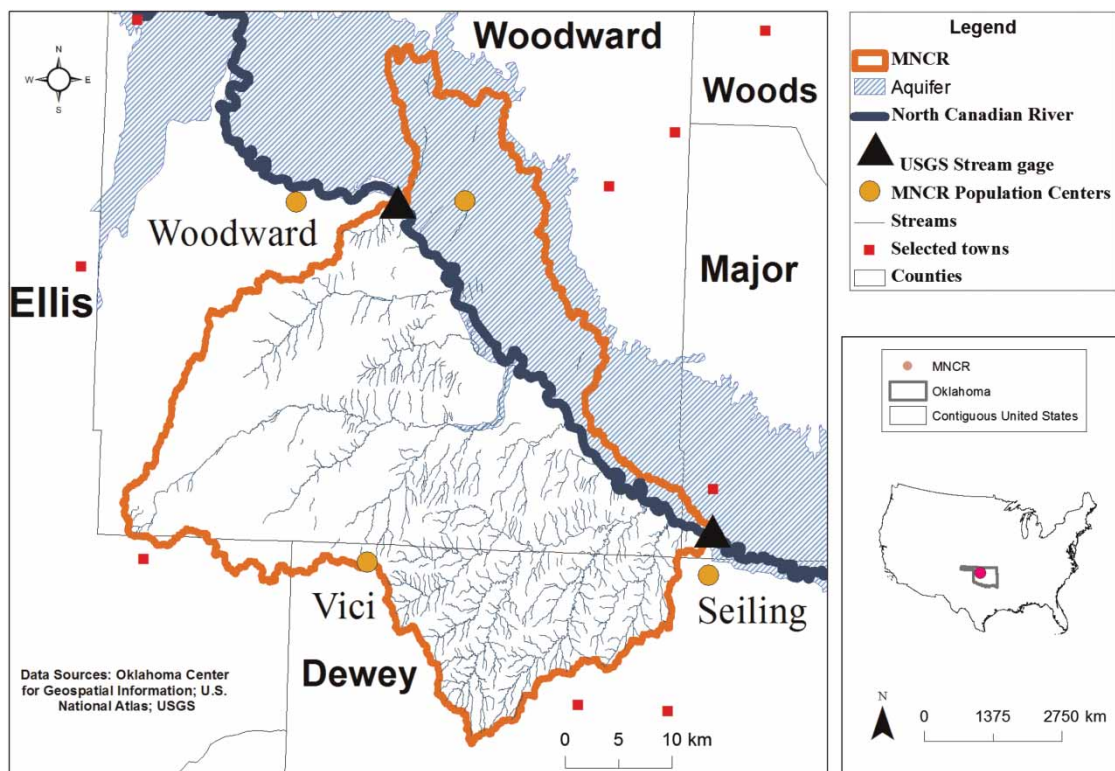 N
W E
S
Woodward
Woods
Woodward
Ellis
Major
Vici
Seiling
Dewey
Data Sources: Oklahoma Center
for Geospatial Information; U.S.
National Atlas; USGS
0 5 10 km
Legend
MNCR
Aquifer
North Canadian River
USGS Stream gage
MNCR Population Centers
Streams
Selected towns
Counties
MNCR
Oklahoma
Contiguous United States
N
0 1375 2750 km